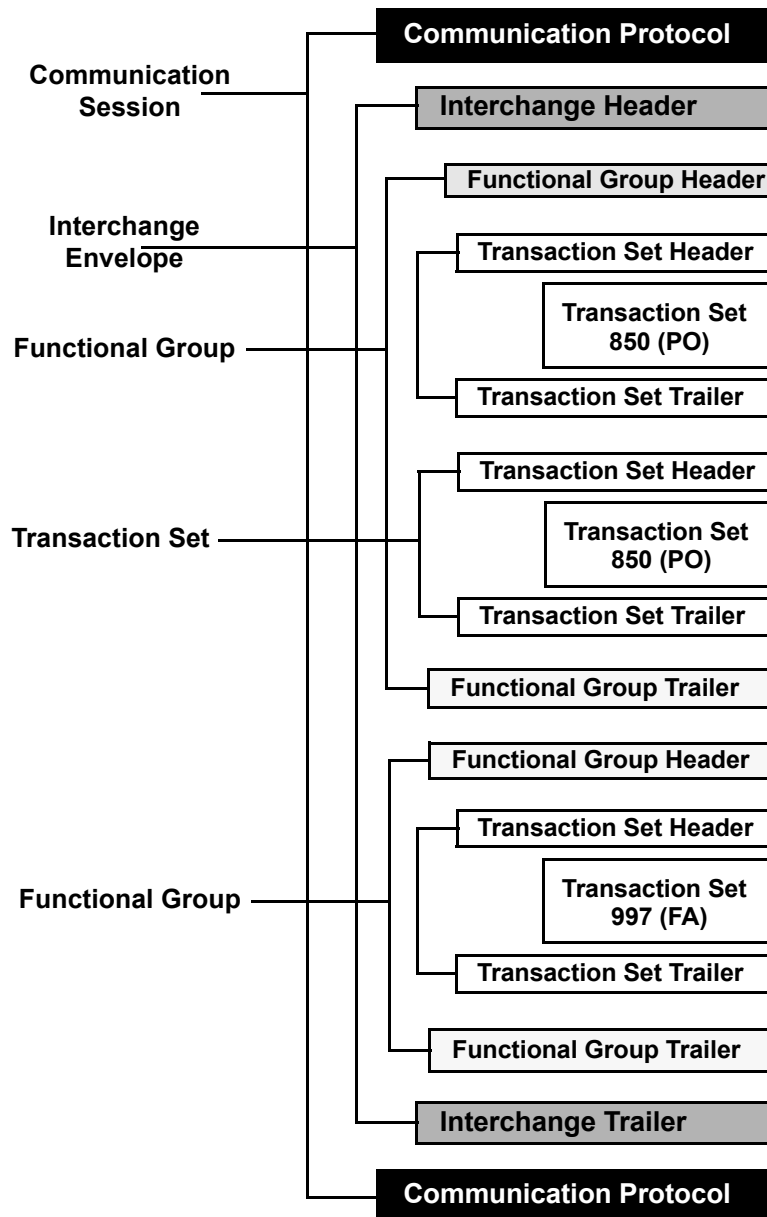 Communication Protocol
Communication
Session
Interchange Header
Functional Group Header
Interchange
Envelope
Transaction Set Header
Transaction Set
850 (PO)
Functional Group
Transaction Set Trailer
Transaction Set Header
Transaction Set
850 (PO)
Transaction Set
Transaction Set Trailer
Functional Group Trailer
Functional Group Header
Transaction Set Header
Functional Group
Transaction Set
997 (FA)
Transaction Set Trailer
Functional Group Trailer
Interchange Trailer
Communication Protocol